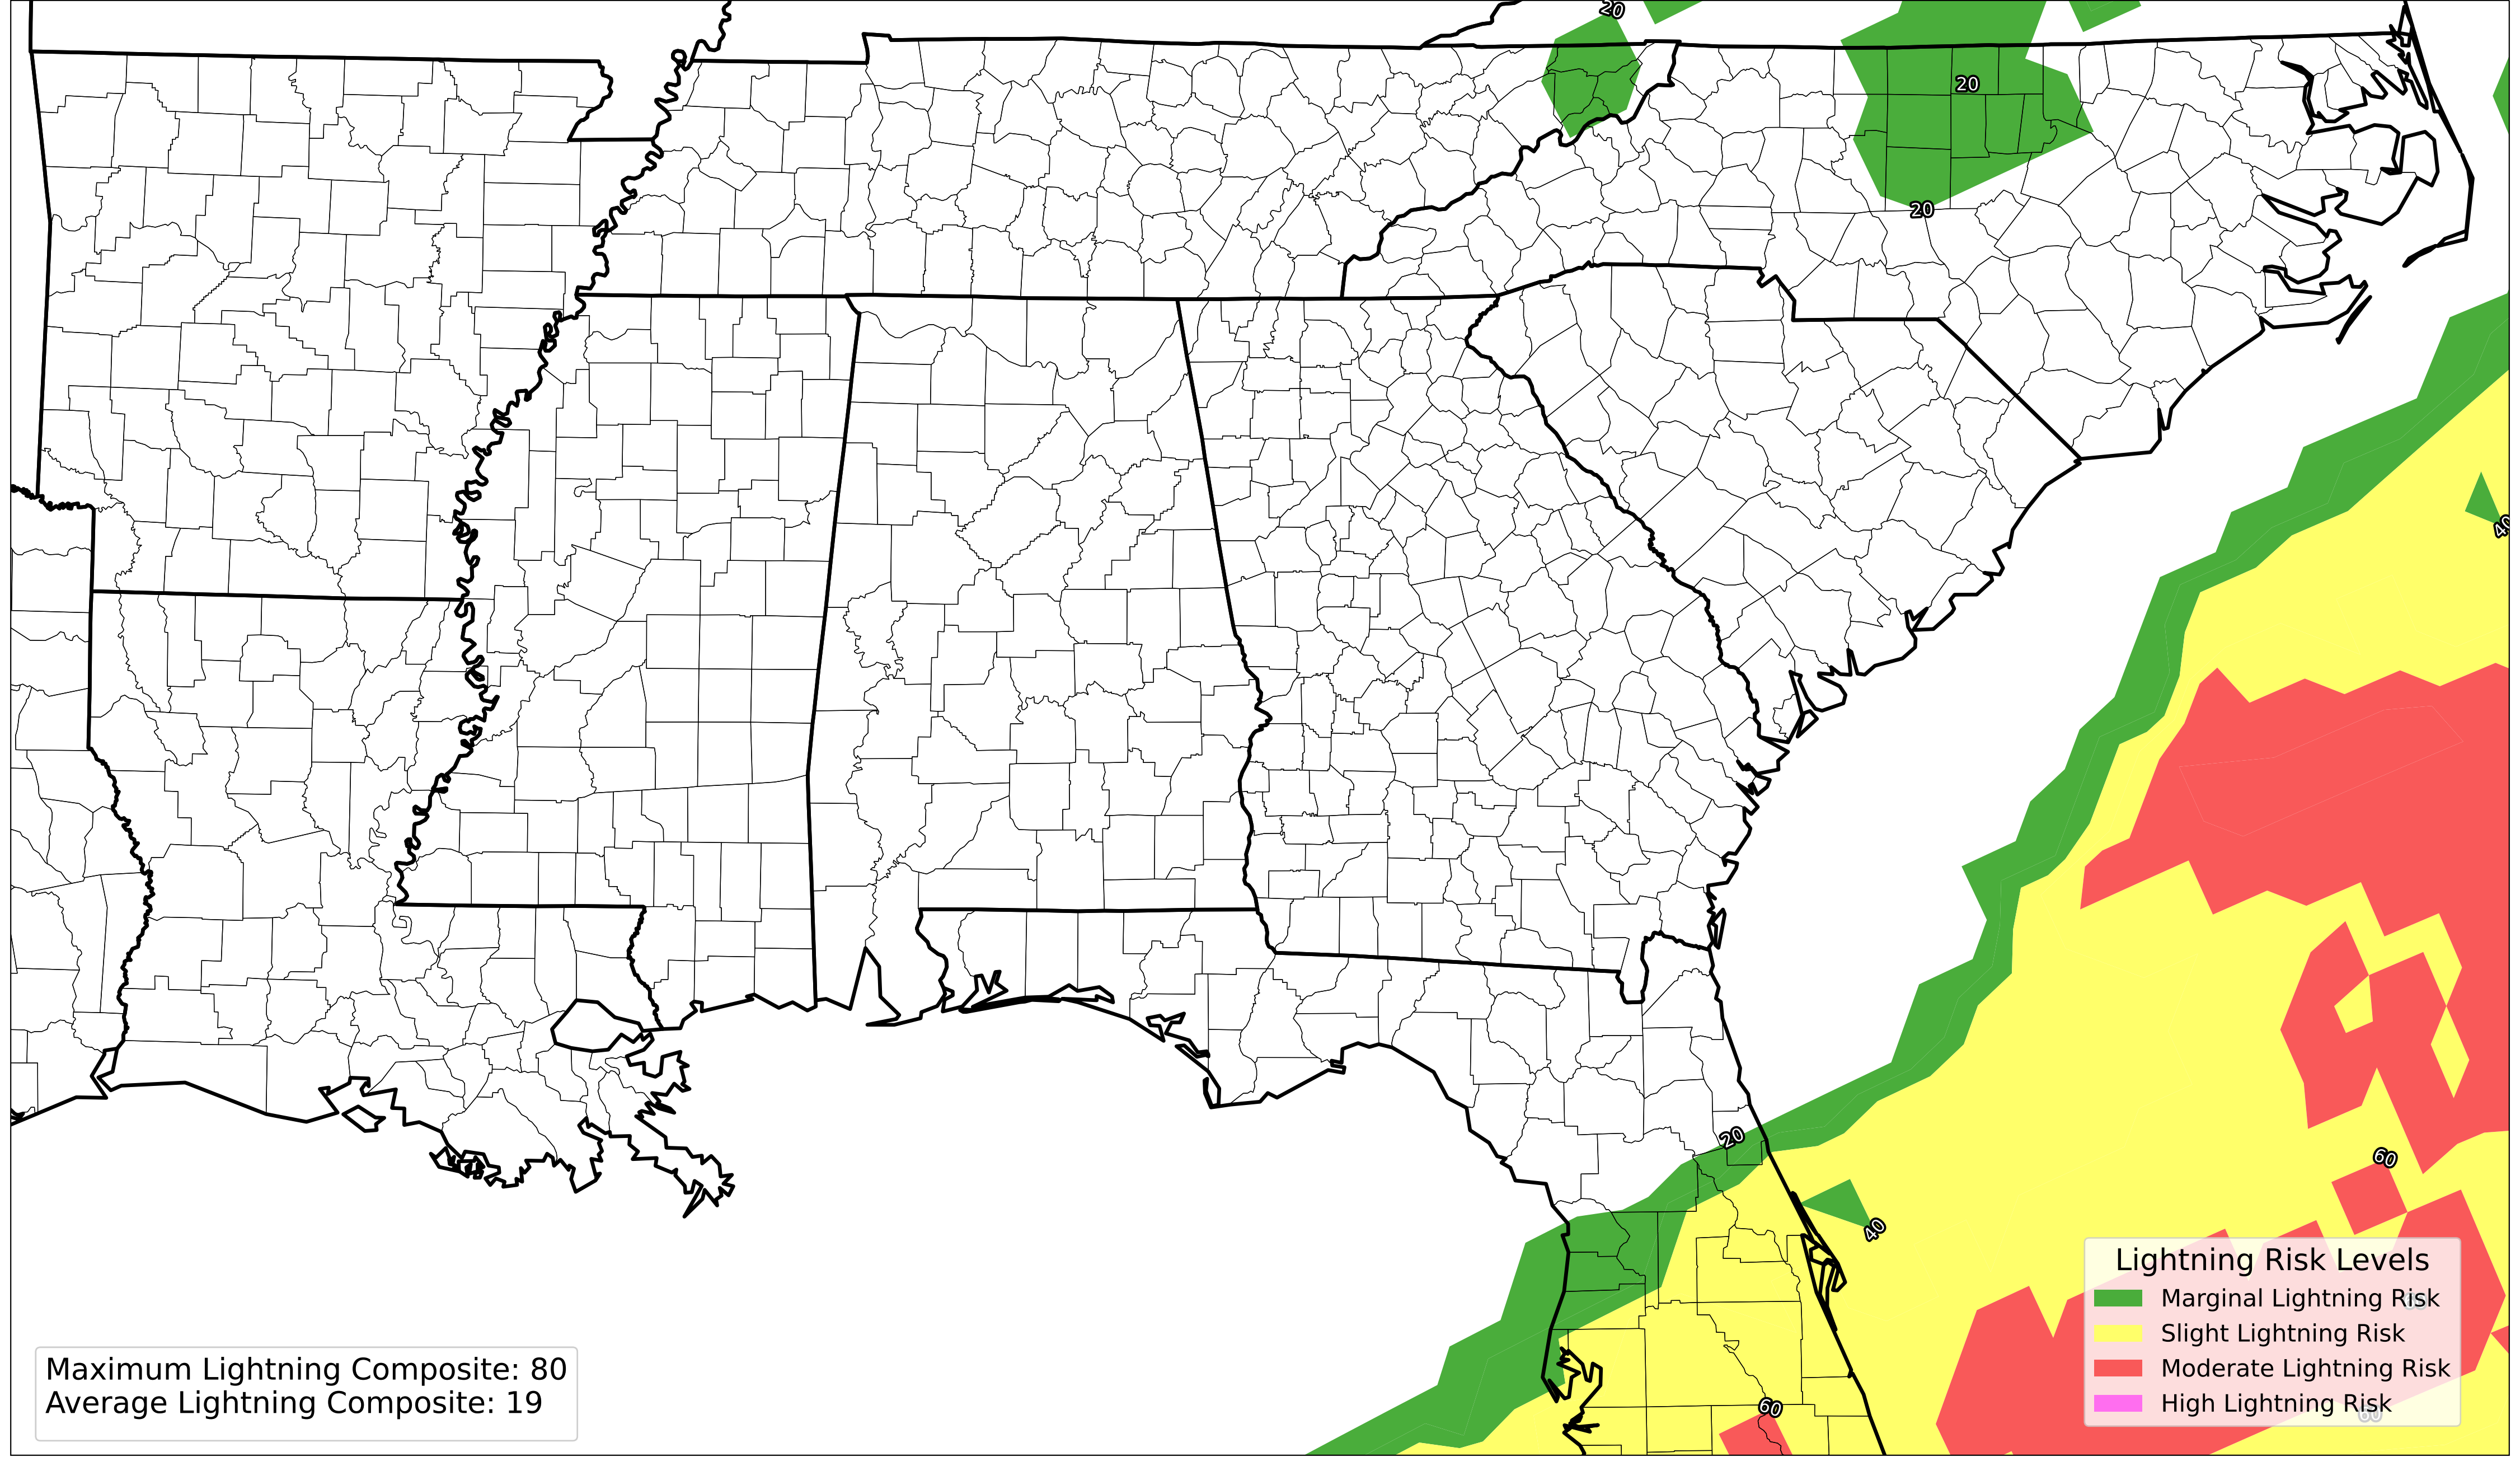 20
20
20
40
20
60
40
Lightning Risk Levels
Marginal Lightning Risk
Slight Lightning Risk
Moderate Lightning Risk
High Lightning Risk
Maximum Lightning Composite: 80
Average Lightning Composite: 19
60
60